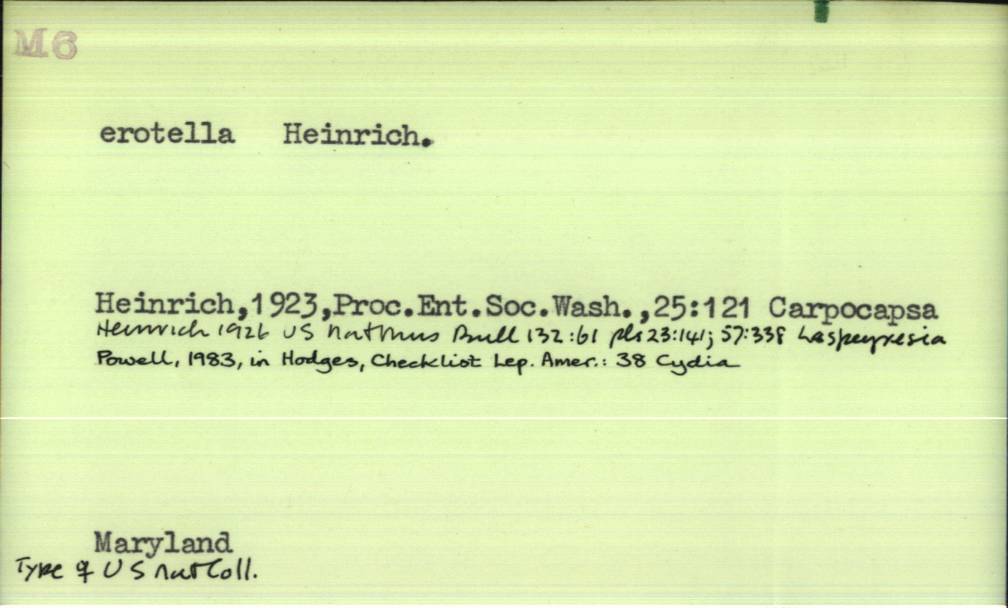 M6
erotella Heinrich.
Heinrich,1923,Proc.Ent.Soc.Wash.,25:121 Carpocapsa
Heinrich 1926 US Nat Mus Bull 132:61 pls 23:141; 57:338 Laspeyresia
Powell, 1983, in Hodges, Checklist Lep. Amer.: 38 Cydia
Maryland
Type ♀ US Nat Coll.